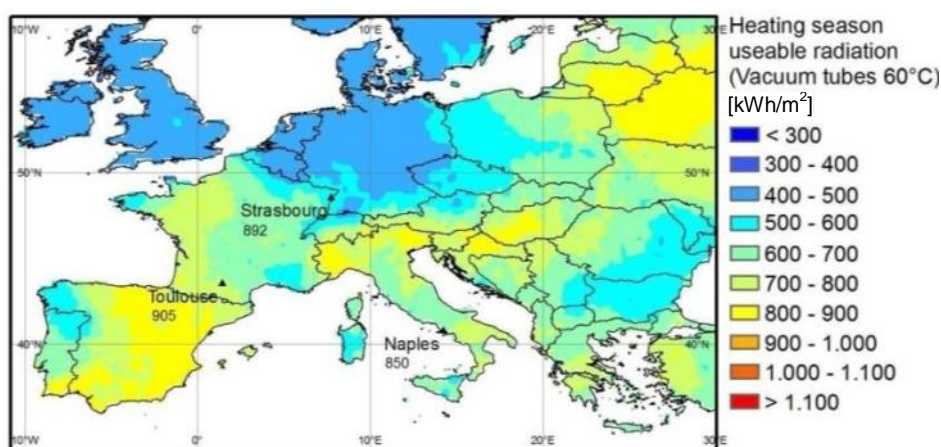 10°W 0° 10°E 20°E 30°E
Heating season
useable radiation
(Vacuum tubes 60°C)
[kWh/m²]
< 300
300 - 400
400 - 500
500 - 600
600 - 700
700 - 800
800 - 900
900 - 1.000
1.000 - 1.100
> 1.100
50°N 50°N
Strasbourg
892
Toulouse
905
Naples
850
40°N 40°N
10°W 0° 10°E 20°E 30°E